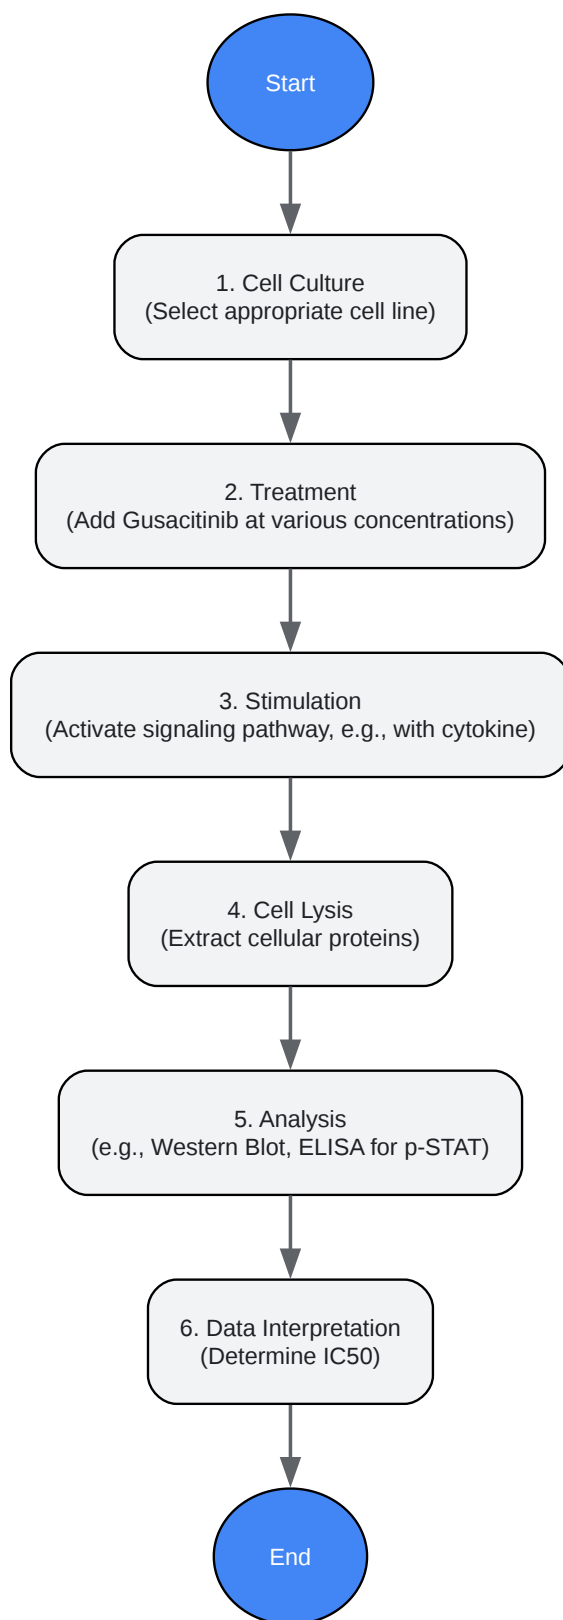 Start
1. Cell Culture
(Select appropriate cell line)
2. Treatment
(Add Gusacitinib at various concentrations)
3. Stimulation
(Activate signaling pathway, e.g., with cytokine)
4. Cell Lysis
(Extract cellular proteins)
5. Analysis
(e.g., Western Blot, ELISA for p-STAT)
6. Data Interpretation
(Determine IC50)
End